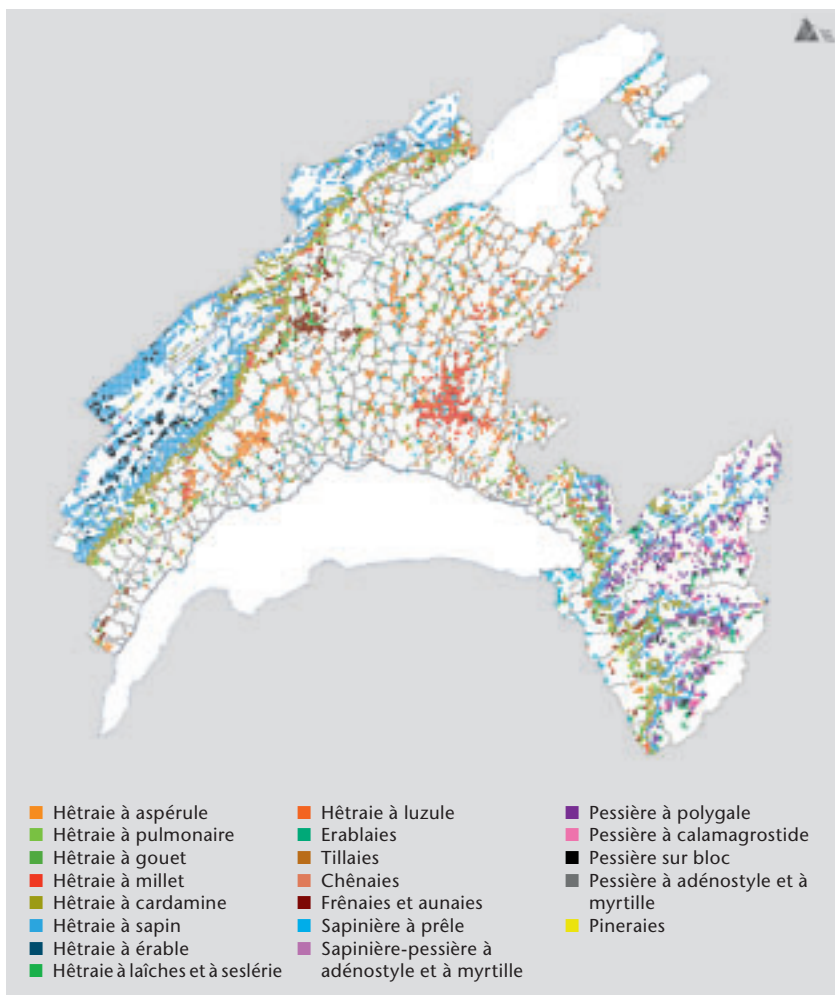 Hêtraie à aspérule
Hêtraie à pulmonaire
Hêtraie à gouet
Hêtraie à millet
Hêtraie à cardamine
Hêtraie à sapin
Hêtraie à érable
Hêtraie à laîches et à seslérie
Hêtraie à luzule
Erablaies
Tillaies
Chênaies
Frênaies et aunaies
Sapinière à prêle
Sapinière-pessière à
adénostyle et à myrtille
Pessière à polygale
Pessière à calamagrostide
Pessière sur bloc
Pessière à adénostyle et à
myrtille
Pineraies